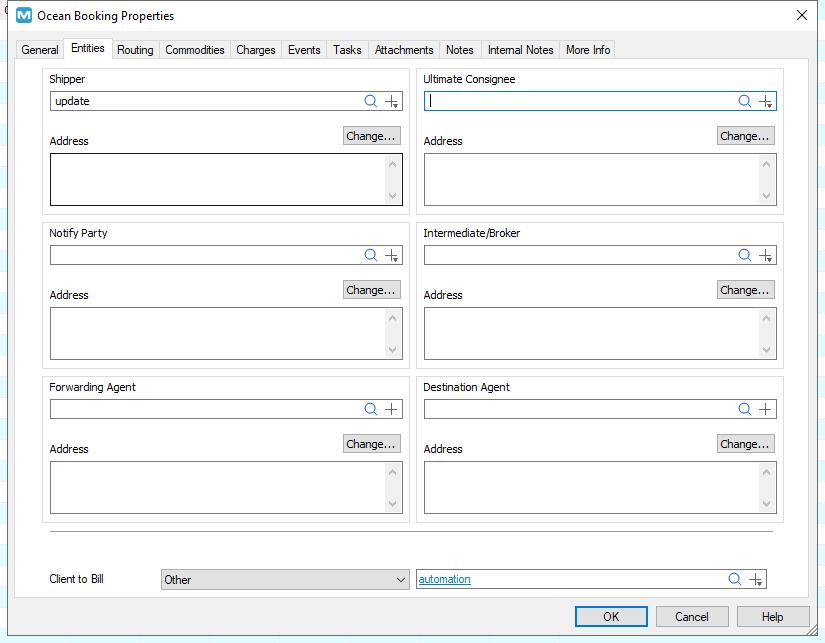 M Ocean Booking Properties
General Entities Routing Commodities Charges Events Tasks Attachments Notes Internal Notes More Info
Shipper
update
Address
Change...
Ultimate Consignee
Address
Change...
Notify Party
Address
Change...
Intermediate/Broker
Address
Change...
Forwarding Agent
Address
Change...
Destination Agent
Address
Change...
Client to Bill
Other
automation
OK Cancel Help